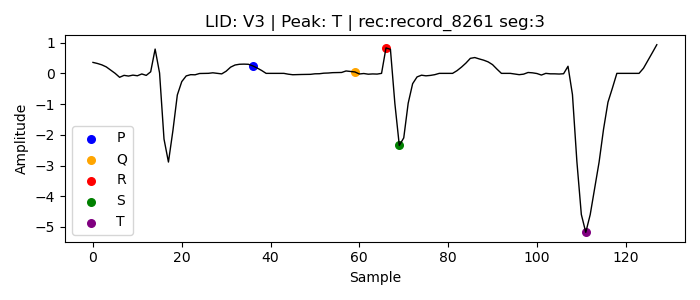 LID: V3 | Peak: T | rec:record_8261 seg:3
Amplitude
1
0
−1
−2
−3
−4
−5
P
Q
R
S
T
0 20 40 60 80 100 120
Sample